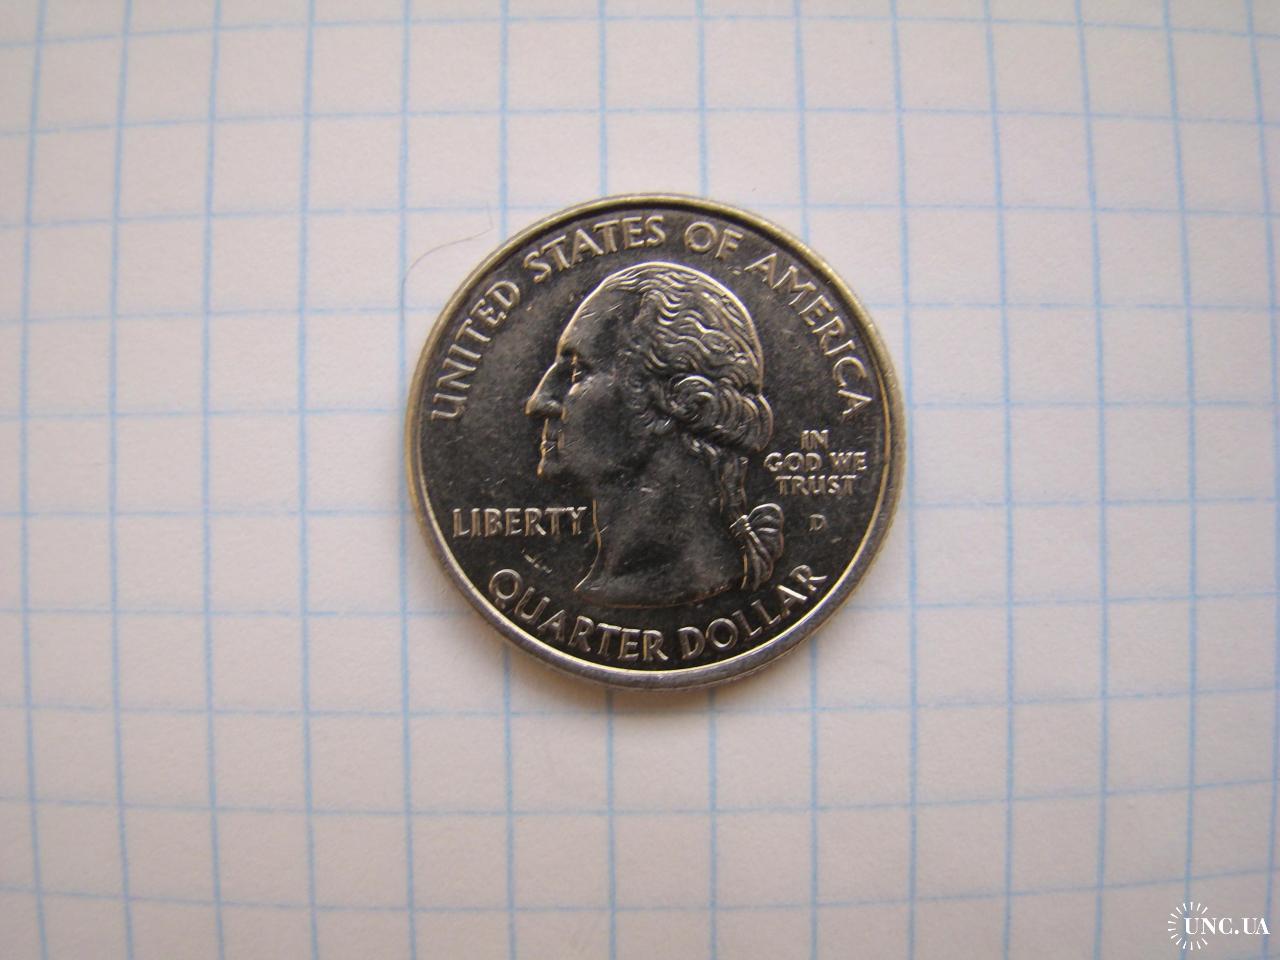 UNITED STATES OF AMERICA
IN
GOD WE
TRUST
LIBERTY
D
QUARTER DOLLAR
UNC.UA